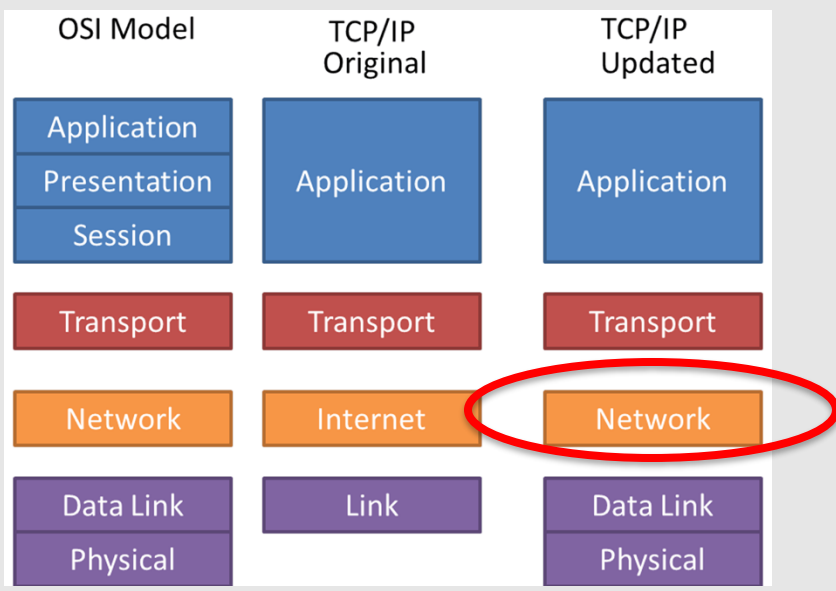 OSI Model
TCP/IP
Original
TCP/IP
Updated
Application
Presentation
Session
Application
Application
Transport
Transport
Transport
Network
Internet
Network
Data Link
Link
Data Link
Physical
Physical